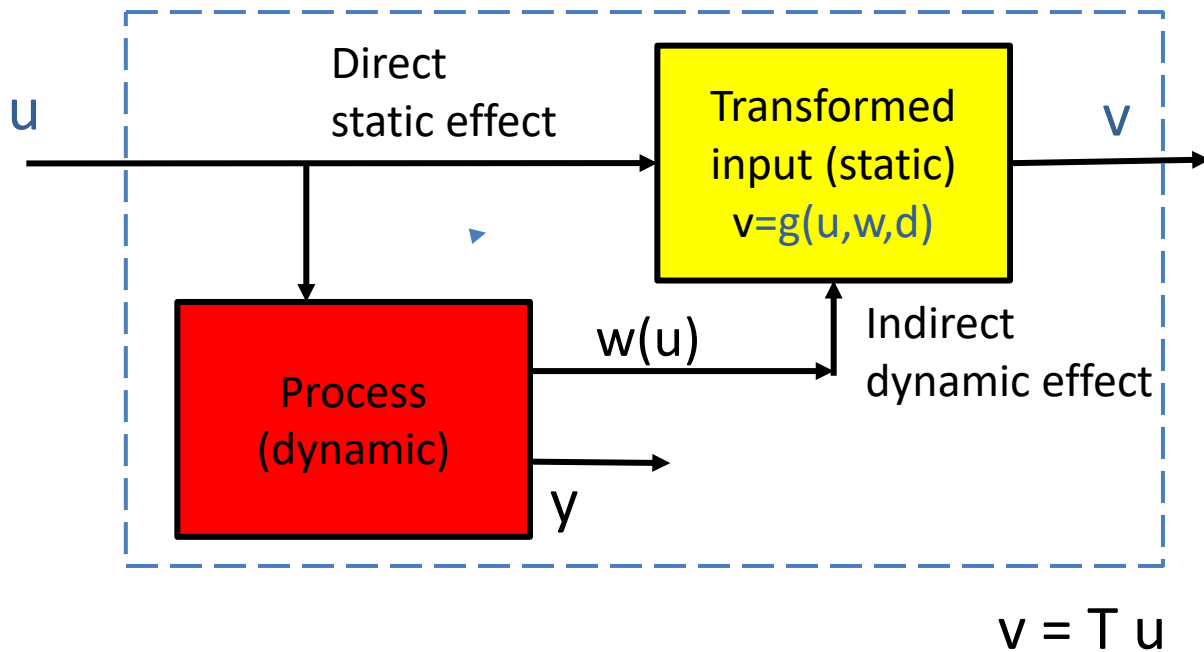 Direct
static effect
u
Transformed
input (static)
v=g(u,w,d)
v
w(u)
Indirect
dynamic effect
Process
(dynamic)
y
v = T u